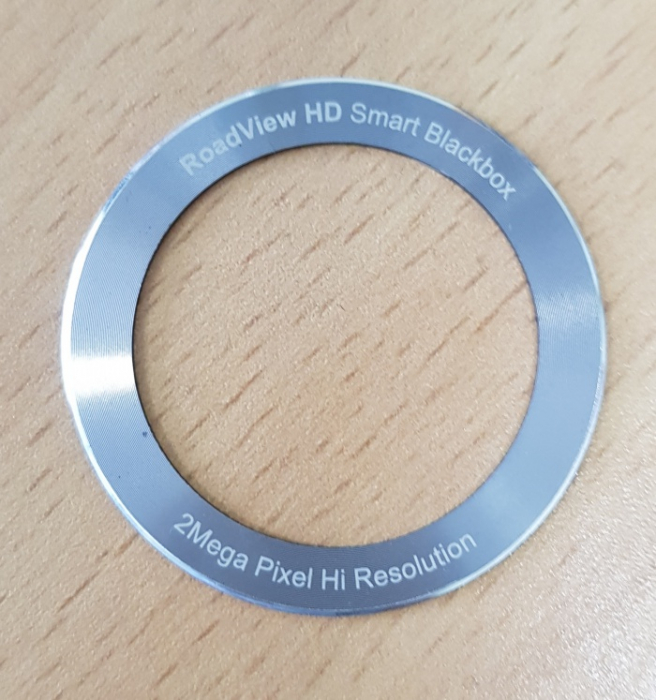 RoadView HD Smart Blackbox
2Mega Pixel Hi Resolution